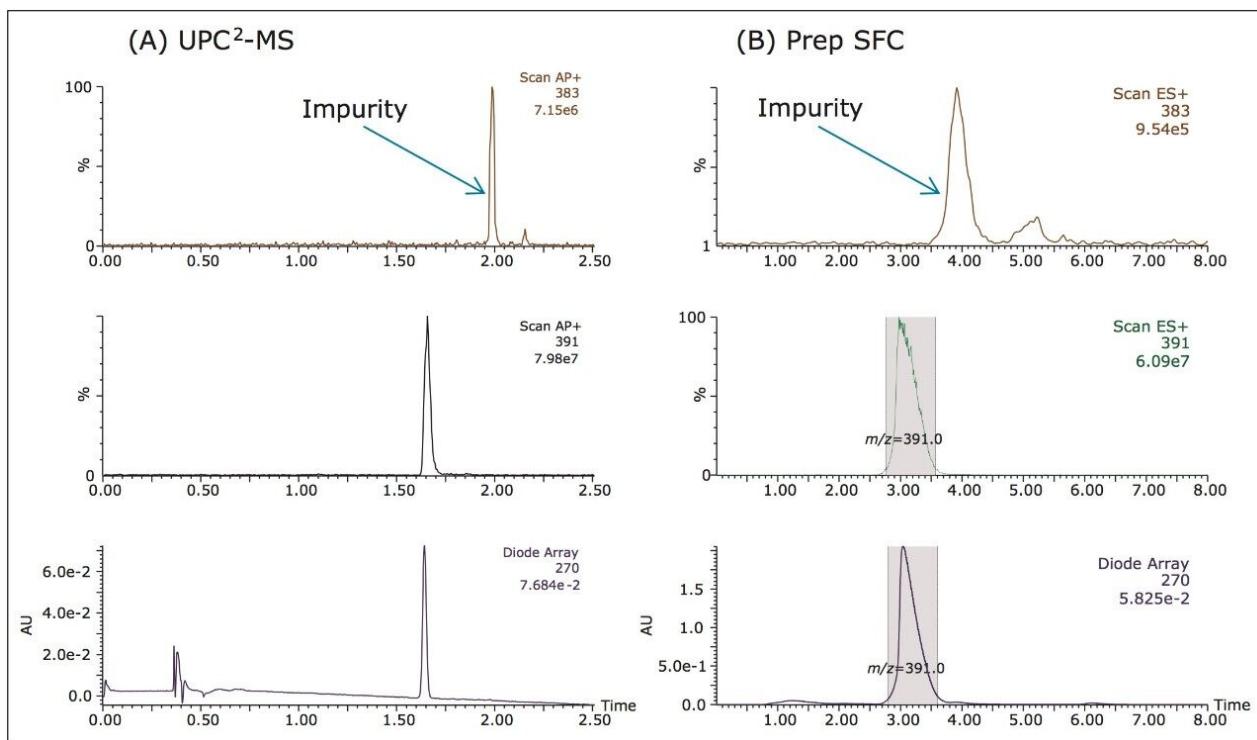 (A) UPC²-MS
Scan AP+
383
7.15e6
Impurity
100
%
0
0.00 0.50 1.00 1.50 2.00 2.50
Scan AP+
391
7.98e7
%
0
0.00 0.50 1.00 1.50 2.00 2.50
Diode Array
270
7.684e-2
6.0e-2
4.0e-2
AU
2.0e-2
0.0
0.00 0.50 1.00 1.50 2.00 2.50
Time
(B) Prep SFC
Scan ES+
383
9.54e5
Impurity
%
1
1.00 2.00 3.00 4.00 5.00 6.00 7.00 8.00
Scan ES+
391
6.09e7
100
%
m/z=391.0
0
1.00 2.00 3.00 4.00 5.00 6.00 7.00 8.00
Diode Array
270
5.825e-2
1.5
1.0
AU
5.0e-1
m/z=391.0
0.0
1.00 2.00 3.00 4.00 5.00 6.00 7.00 8.00
Time